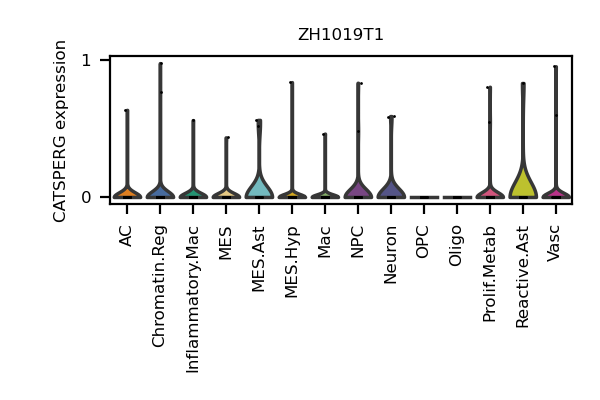 ZH1019T1
CATSPERG expression
1
0
AC
Chromatin.Reg
Inflammatory.Mac
MES
MES.Ast
MES.Hyp
Mac
NPC
Neuron
OPC
Oligo
Prolif.Metab
Reactive.Ast
Vasc